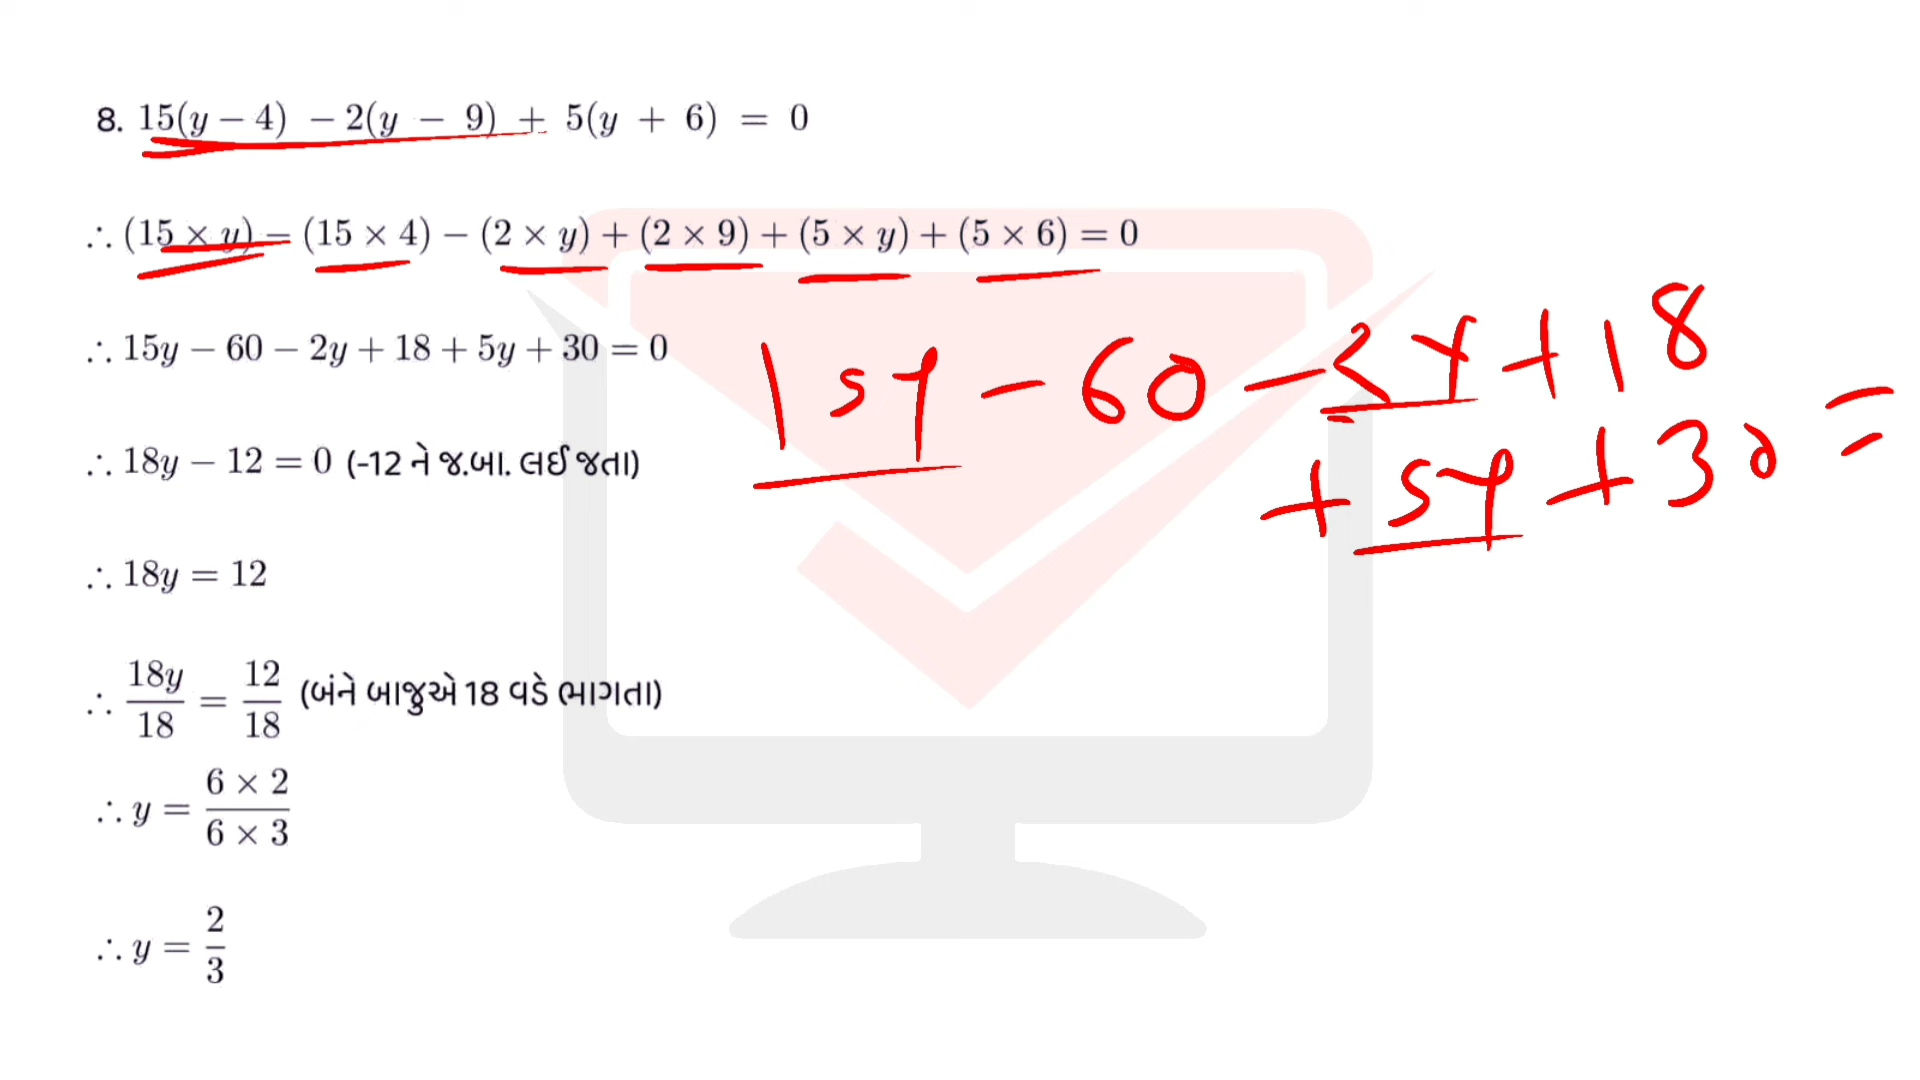 8. 15(y − 4) − 2(y − 9) + 5(y + 6) = 0
∴ (15 × y) − (15 × 4) − (2 × y) + (2 × 9) + (5 × y) + (5 × 6) = 0
∴ 15y − 60 − 2y + 18 + 5y + 30 = 0
15y − 60 − 2y + 18
+ 5y + 30 =
∴ 18y − 12 = 0 (-12 ને જ.બા. લઈ જતા)
∴ 18y = 12
∴ 18y/18 = 12/18 (બંને બાજુએ 18 વડે ભાગતા)
∴ y = 6 × 2/6 × 3
∴ y = 2/3